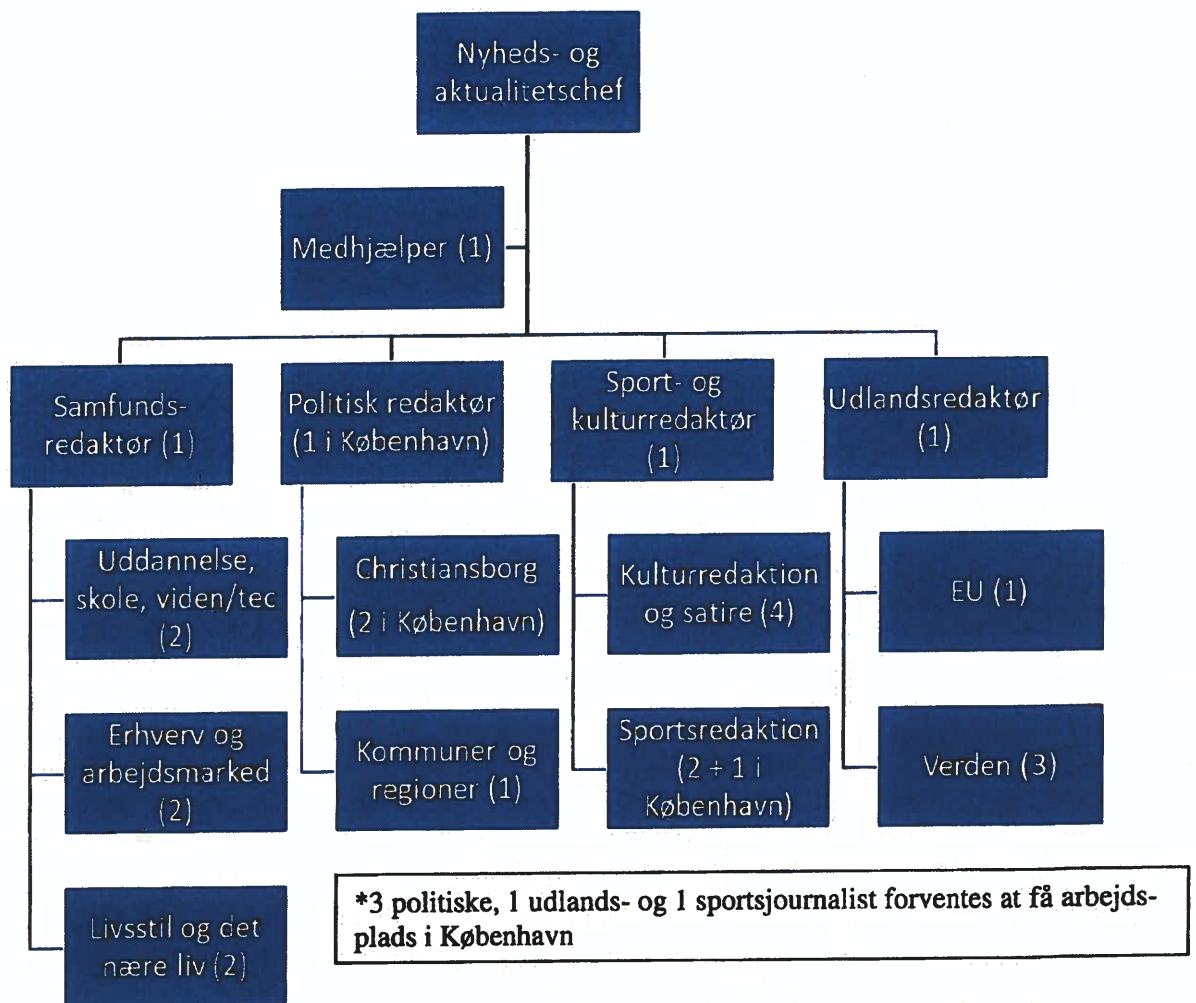 Nyheds- og
aktualitetschef
Medhjælper (1)
Samfunds-
redaktør (1)
Politisk redaktør
(1 i København)
Sport- og
kulturredaktør
(1)
Udlandsredaktør
(1)
Uddannelse,
skole, viden/tec
(2)
Erhverv og
arbejdsmarked
(2)
Livsstil og det
nære liv (2)
Christiansborg
(2 i København)
Kommuner og
regioner (1)
Kulturredaktion
og satire (4)
Sportsredaktion
(2 + 1 i
København)
EU (1)
Verden (3)
*3 politiske, 1 udlands- og 1 sportsjournalist forventes at få arbejds-
plads i København